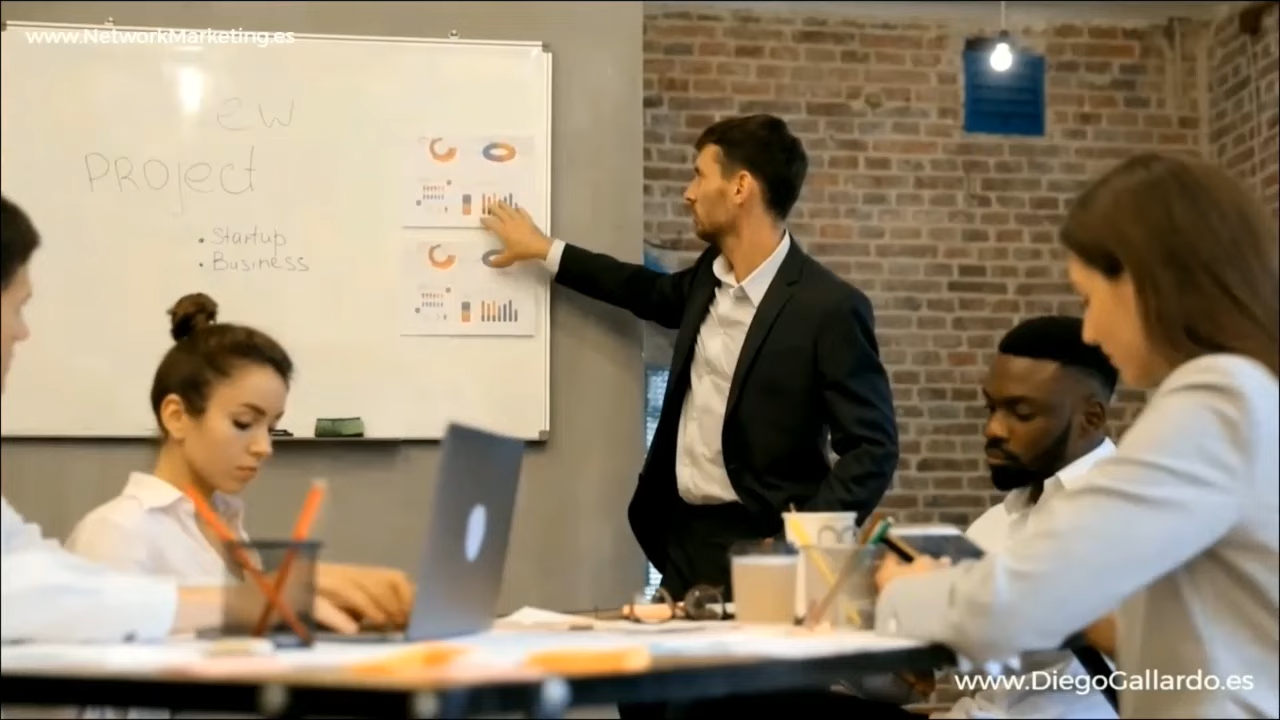 www.NetworkMarketing.es
ew
PROJECT
• Startup
• Business
www.DiegoGallardo.es